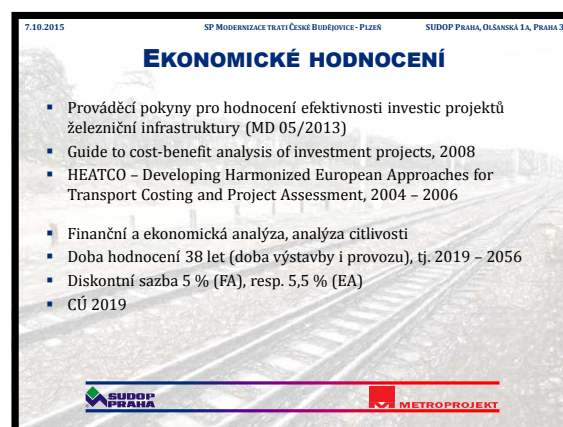 7.10.2015 SP MODERNIZACE TRATI ČESKÉ BUDĚJOVICE - PLZEŇ SUDOP PRAHA, OLŠANSKÁ 1A, PRAHA 3
EKONOMICKÉ HODNOCENÍ
▪ Prováděcí pokyny pro hodnocení efektivnosti investic projektů
železniční infrastruktury (MD 05/2013)
▪ Guide to cost-benefit analysis of investment projects, 2008
▪ HEATCO – Developing Harmonized European Approaches for
Transport Costing and Project Assessment, 2004 – 2006
▪ Finanční a ekonomická analýza, analýza citlivosti
▪ Doba hodnocení 38 let (doba výstavby i provozu), tj. 2019 – 2056
▪ Diskontní sazba 5 % (FA), resp. 5,5 % (EA)
▪ CÚ 2019
SUDOP
PRAHA
METROPROJEKT